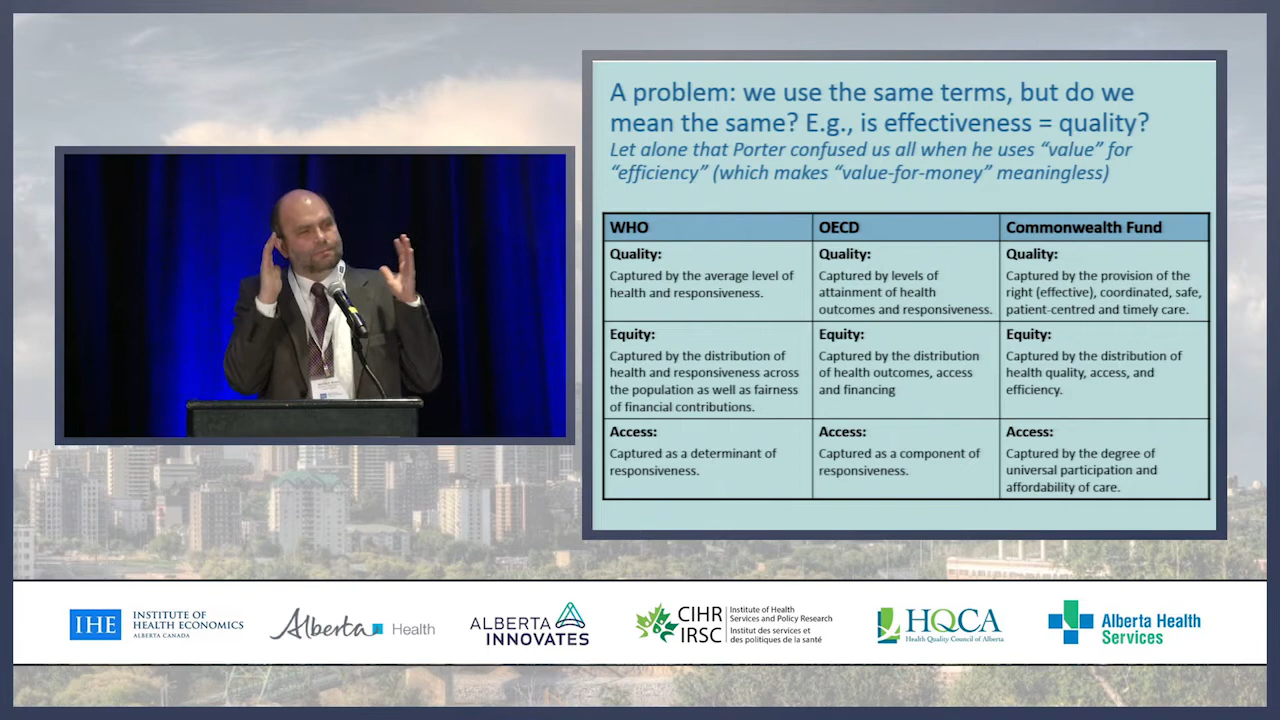 A problem: we use the same terms, but do we
mean the same? E.g., is effectiveness = quality?
Let alone that Porter confused us all when he uses “value” for
“efficiency” (which makes “value-for-money” meaningless)
WHO
OECD
Commonwealth Fund
Quality:
Captured by the average level of
health and responsiveness.
Quality:
Captured by levels of
attainment of health
outcomes and responsiveness.
Quality:
Captured by the provision of the
right (effective), coordinated, safe,
patient-centred and timely care.
Equity:
Captured by the distribution of
health and responsiveness across
the population as well as fairness
of financial contributions.
Equity:
Captured by the distribution
of health outcomes, access
and financing
Equity:
Captured by the distribution of
health quality, access, and
efficiency.
Access:
Captured as a determinant of
responsiveness.
Access:
Captured as a component of
responsiveness.
Access:
Captured by the degree of
universal participation and
affordability of care.
IHE
INSTITUTE OF
HEALTH ECONOMICS
ALBERTA CANADA
Alberta Health
ALBERTA
INNOVATES
CIHR
IRSC
Institute of Health
Services and Policy Research
Institut des services et
des politiques de la santé
HQCA
Health Quality Council of Alberta
Alberta Health
Services